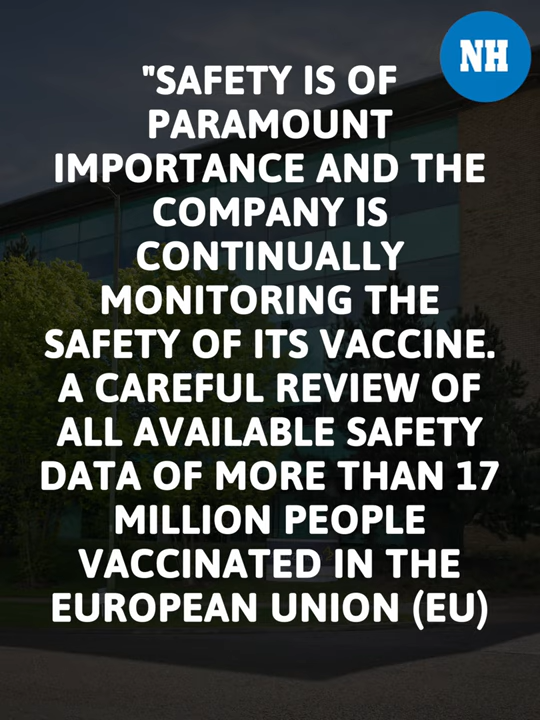 NH
"SAFETY IS OF
PARAMOUNT
IMPORTANCE AND THE
COMPANY IS
CONTINUALLY
MONITORING THE
SAFETY OF ITS VACCINE.
A CAREFUL REVIEW OF
ALL AVAILABLE SAFETY
DATA OF MORE THAN 17
MILLION PEOPLE
VACCINATED IN THE
EUROPEAN UNION (EU)